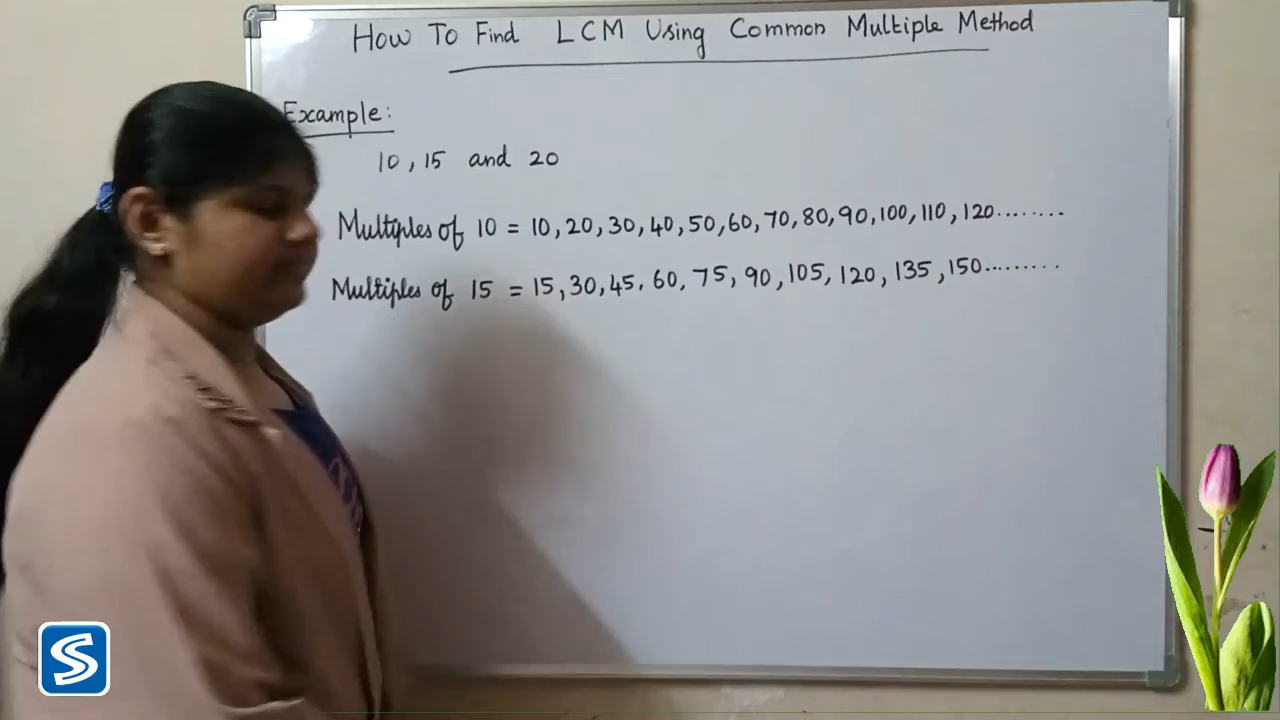 How To Find LCM Using Common Multiple Method
Example:
10, 15 and 20
Multiples of 10 = 10, 20, 30, 40, 50, 60, 70, 80, 90, 100, 110, 120........
Multiples of 15 = 15, 30, 45, 60, 75, 90, 105, 120, 135, 150.........
S